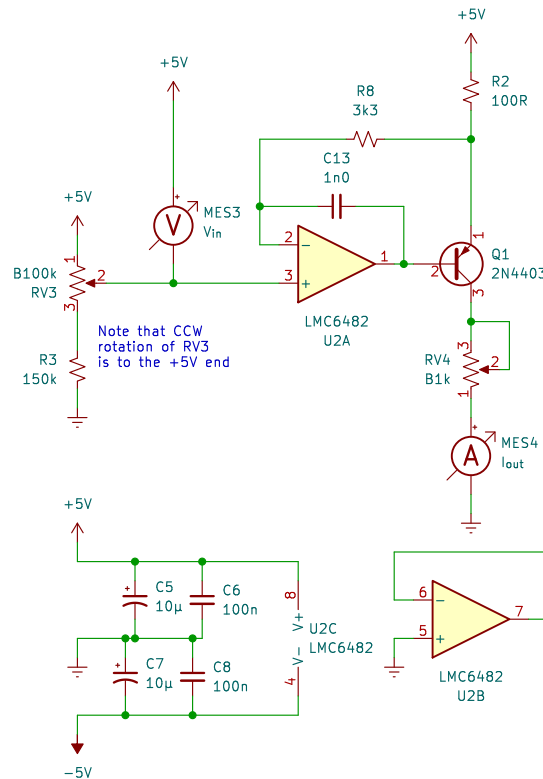 +5V
R2
100R
+5V
R8
3k3
C13
1n0
+5V
MES3
Vin
V
1
2
B100k
RV3
3
2
3
1
LMC6482
U2A
1
2
3
Q1
2N4403
R3
150k
Note that CCW
rotation of RV3
is to the +5V end
3
RV4
B1k
2
1
A
MES4
Iout
+5V
C5
10µ
C6
100n
8
V+
U2C
LMC6482
V-
4
C7
10µ
C8
100n
-5V
6
5
7
LMC6482
U2B